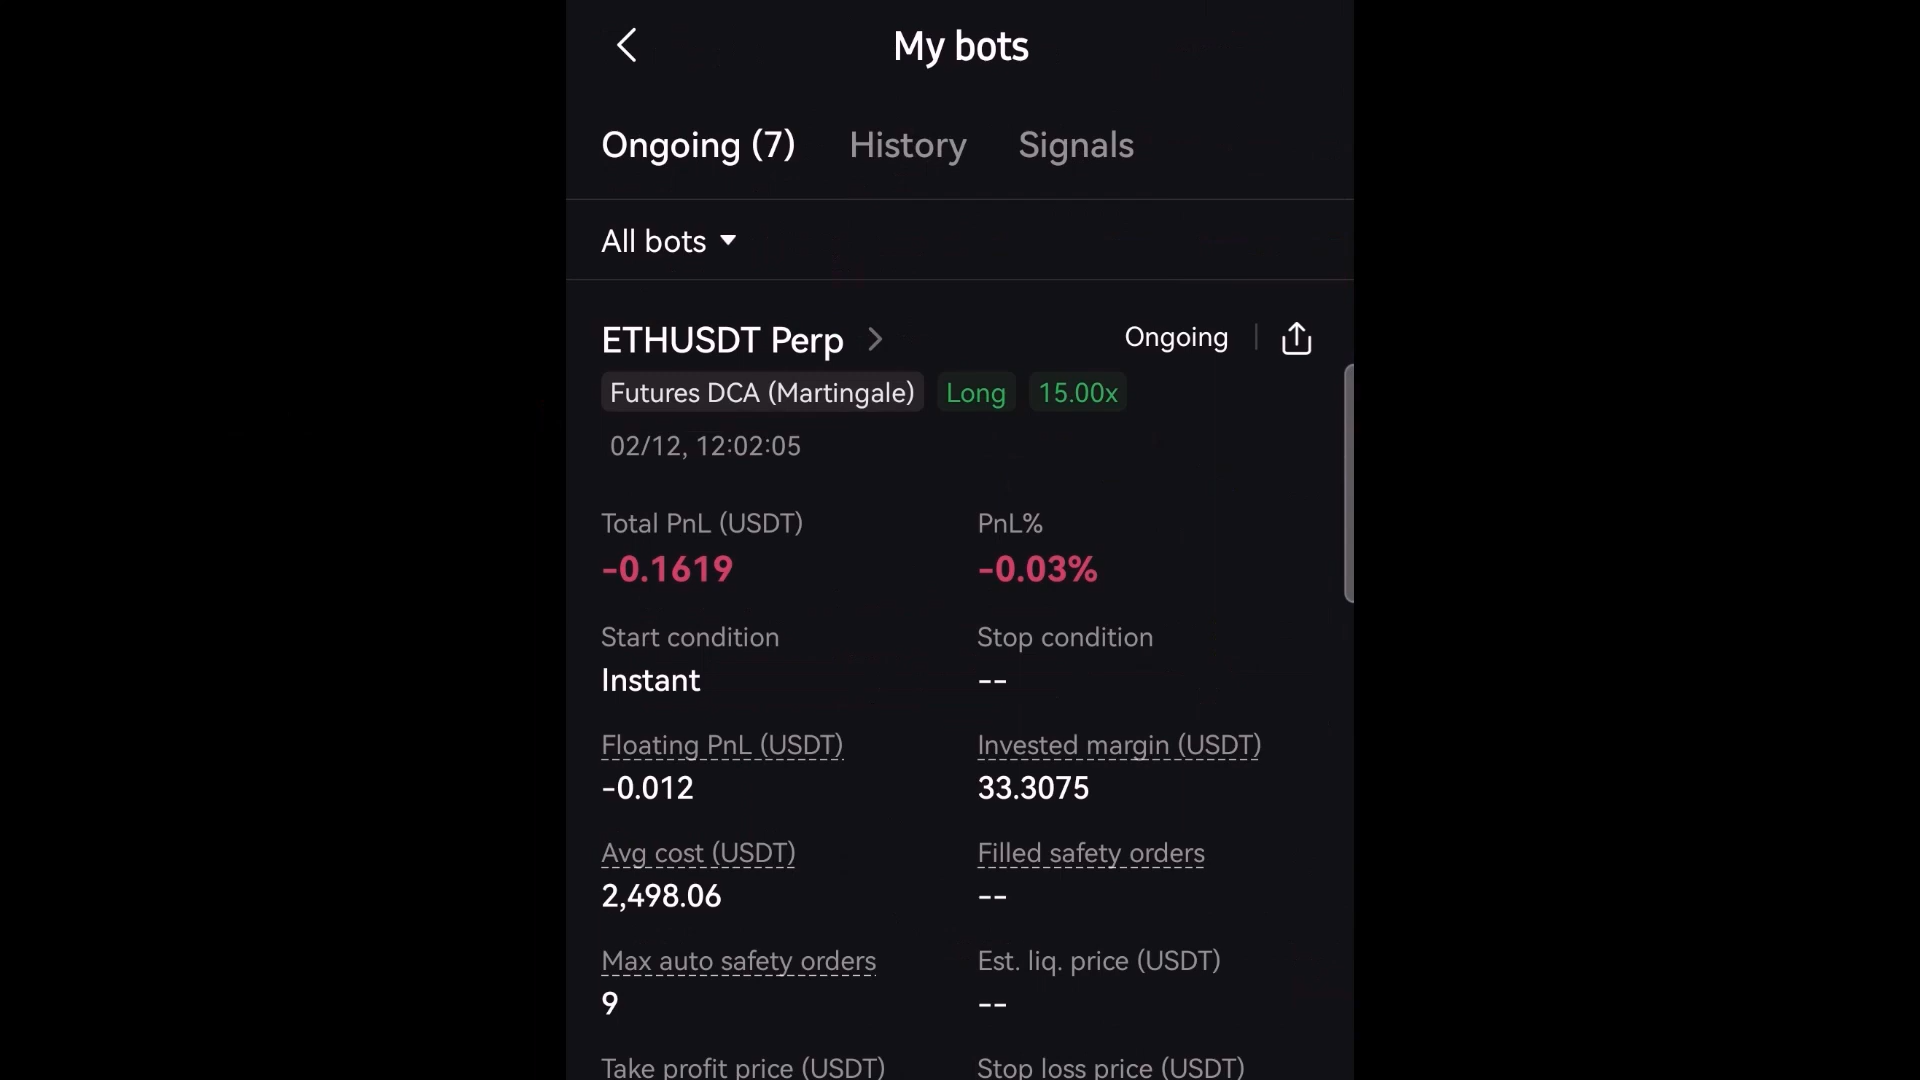 My bots
Ongoing (7) History Signals
All bots
ETHUSDT Perp Ongoing
Futures DCA (Martingale) Long 15.00x
02/12, 12:02:05
Total PnL (USDT) PnL%
-0.1619 -0.03%
Start condition Stop condition
Instant --
Floating PnL (USDT) Invested margin (USDT)
-0.012 33.3075
Avg cost (USDT) Filled safety orders
2,498.06 --
Max auto safety orders Est. liq. price (USDT)
9 --
Take profit price (USDT) Stop loss price (USDT)